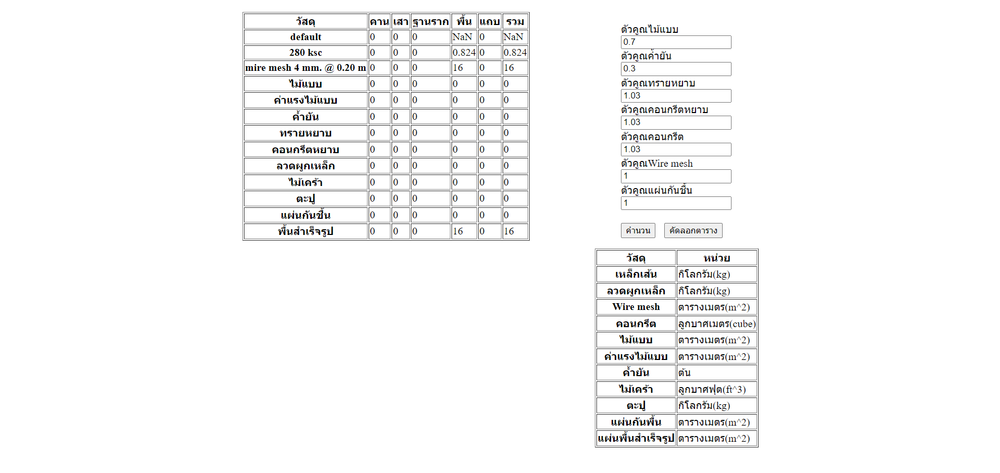 วัสดุ คาน เสา ฐานราก พื้น แถบ รวม
default 0 0 0 NaN 0 NaN
280 ksc 0 0 0 0.824 0 0.824
mire mesh 4 mm. @ 0.20 m 0 0 0 16 0 16
ไม้แบบ 0 0 0 0 0 0
ค่าแรงไม้แบบ 0 0 0 0 0 0
ค้ำยัน 0 0 0 0 0 0
ทรายหยาบ 0 0 0 0 0 0
คอนกรีตหยาบ 0 0 0 0 0 0
ลวดผูกเหล็ก 0 0 0 0 0 0
ไม้เคร้า 0 0 0 0 0 0
ตะปู 0 0 0 0 0 0
แผ่นกันชื้น 0 0 0 0 0 0
พื้นสำเร็จรูป 0 0 0 16 0 16
ตัวคูณไม้แบบ
0.7
ตัวคูณค้ำยัน
0.3
ตัวคูณทรายหยาบ
1.03
ตัวคูณคอนกรีตหยาบ
1.03
ตัวคูณคอนกรีต
1.03
ตัวคูณWire mesh
1
ตัวคูณแผ่นกันชื้น
1
คำนวน คัดลอกตาราง
วัสดุ หน่วย
เหล็กเส้น กิโลกรัม(kg)
ลวดผูกเหล็ก กิโลกรัม(kg)
Wire mesh ตารางเมตร(m^2)
คอนกรีต ลูกบาศเมตร(cube)
ไม้แบบ ตารางเมตร(m^2)
ค่าแรงไม้แบบ ตารางเมตร(m^2)
ค้ำยัน ต้น
ไม้เคร้า ลูกบาศฟุต(ft^3)
ตะปู กิโลกรัม(kg)
แผ่นกันพื้น ตารางเมตร(m^2)
แผ่นพื้นสำเร็จรูป ตารางเมตร(m^2)